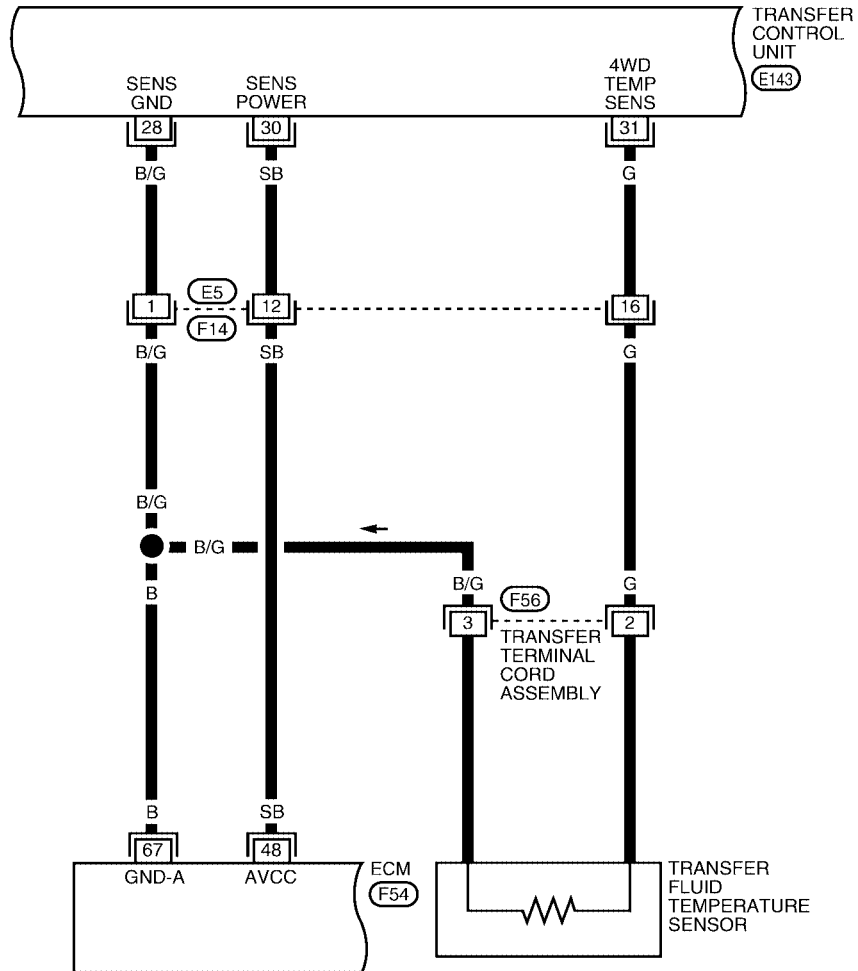 TRANSFER
CONTROL
UNIT
E143
SENS
GND
SENS
POWER
4WD
TEMP
SENS
28
30
31
B/G
SB
G
1
E5
12
16
F14
B/G
SB
G
B/G
B/G
B
B/G
G
F56
3
2
TRANSFER
TERMINAL
CORD
ASSEMBLY
B
SB
67
48
GND-A
AVCC
ECM
F54
TRANSFER
FLUID
TEMPERATURE
SENSOR